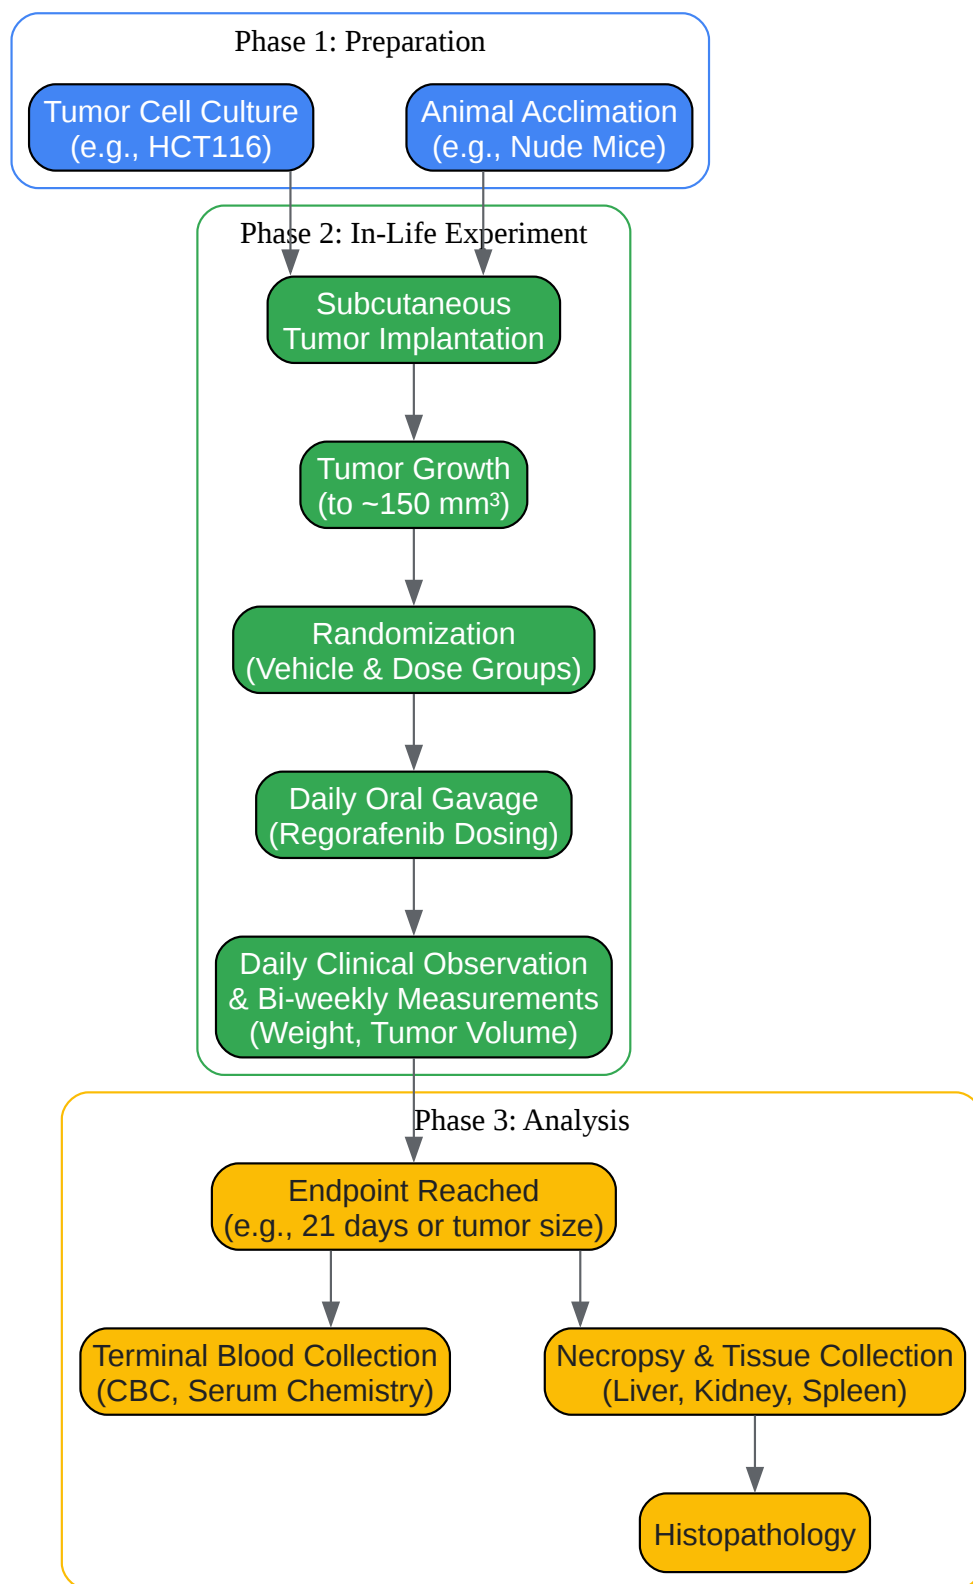 Phase 1: Preparation
Tumor Cell Culture
(e.g., HCT116)
Animal Acclimation
(e.g., Nude Mice)
Phase 2: In-Life Experiment
Subcutaneous
Tumor Implantation
Tumor Growth
(to ~150 mm³)
Randomization
(Vehicle & Dose Groups)
Daily Oral Gavage
(Regorafenib Dosing)
Daily Clinical Observation
& Bi-weekly Measurements
(Weight, Tumor Volume)
Phase 3: Analysis
Endpoint Reached
(e.g., 21 days or tumor size)
Terminal Blood Collection
(CBC, Serum Chemistry)
Necropsy & Tissue Collection
(Liver, Kidney, Spleen)
Histopathology